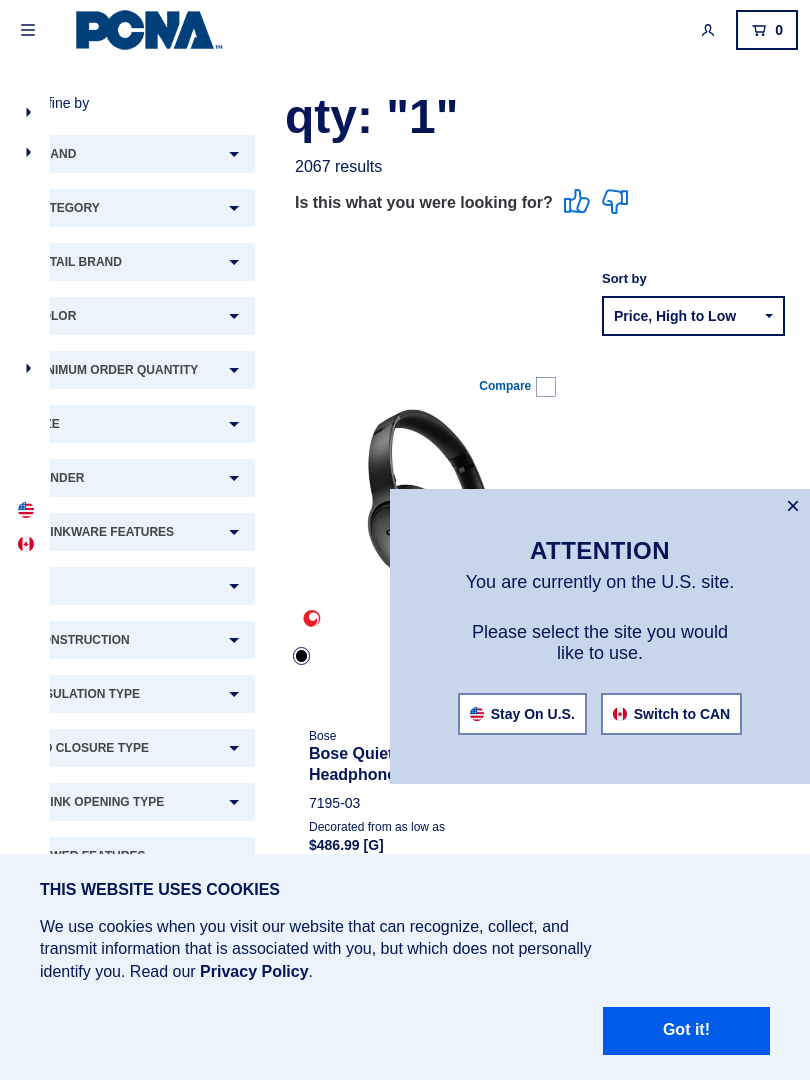 PCNA™
0
fine by
qty: "1"
AND
2067 results
TEGORY
Is this what you were looking for?
TAIL BRAND
Sort by
OLOR
Price, High to Low
NIMUM ORDER QUANTITY
Compare
ZE
NDER
INKWARE FEATURES
ONSTRUCTION
SULATION TYPE
D CLOSURE TYPE
INK OPENING TYPE
WER FEATURES
×
ATTENTION
You are currently on the U.S. site.
Please select the site you would
like to use.
Stay On U.S.
Switch to CAN
Bose
Bose Quiet
Headphone
7195-03
Decorated from as low as
$486.99 [G]
THIS WEBSITE USES COOKIES
We use cookies when you visit our website that can recognize, collect, and
transmit information that is associated with you, but which does not personally
identify you. Read our Privacy Policy.
Got it!